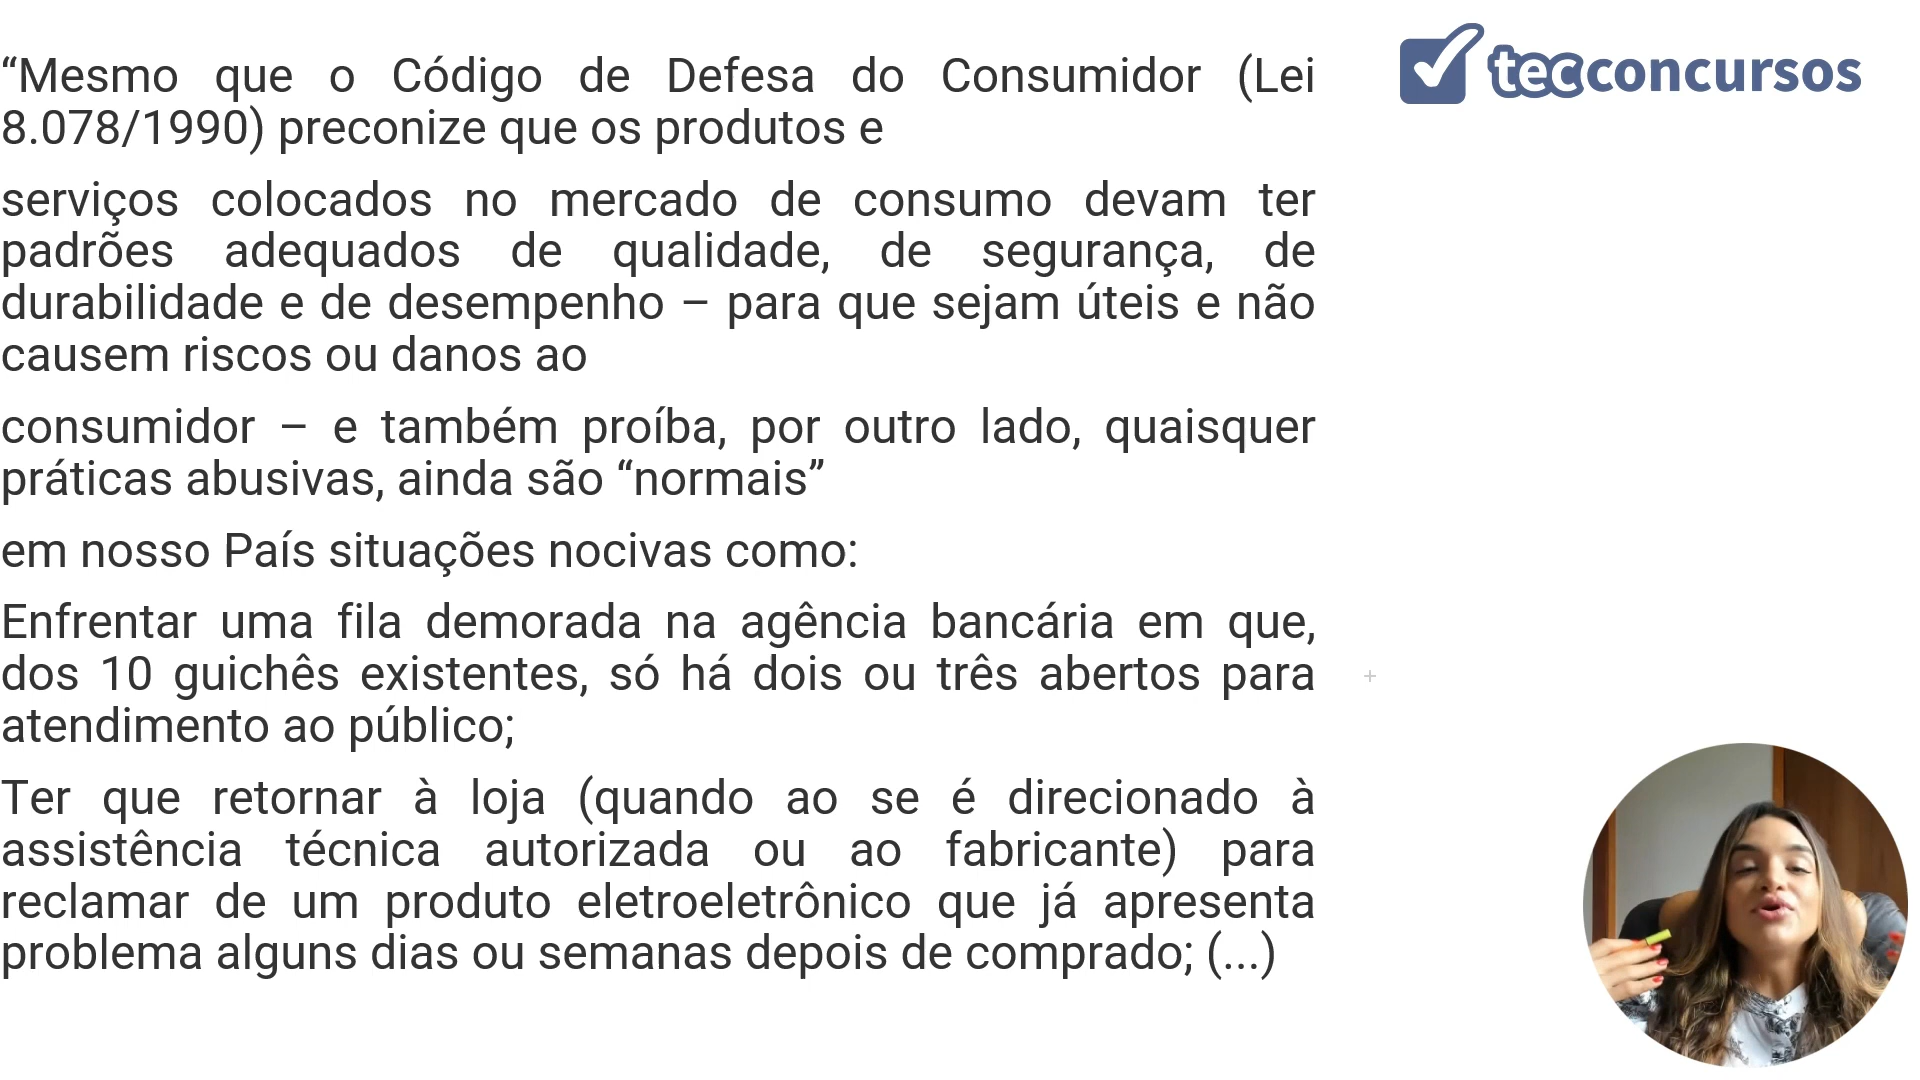 “Mesmo que o Código de Defesa do Consumidor (Lei
8.078/1990) preconize que os produtos e
serviços colocados no mercado de consumo devam ter
padrões adequados de qualidade, de segurança, de
durabilidade e de desempenho – para que sejam úteis e não
causem riscos ou danos ao
consumidor – e também proíba, por outro lado, quaisquer
práticas abusivas, ainda são “normais”
em nosso País situações nocivas como:
Enfrentar uma fila demorada na agência bancária em que,
dos 10 guichês existentes, só há dois ou três abertos para
atendimento ao público;
Ter que retornar à loja (quando ao se é direcionado à
assistência técnica autorizada ou ao fabricante) para
reclamar de um produto eletroeletrônico que já apresenta
problema alguns dias ou semanas depois de comprado; (...)
tecconcursos